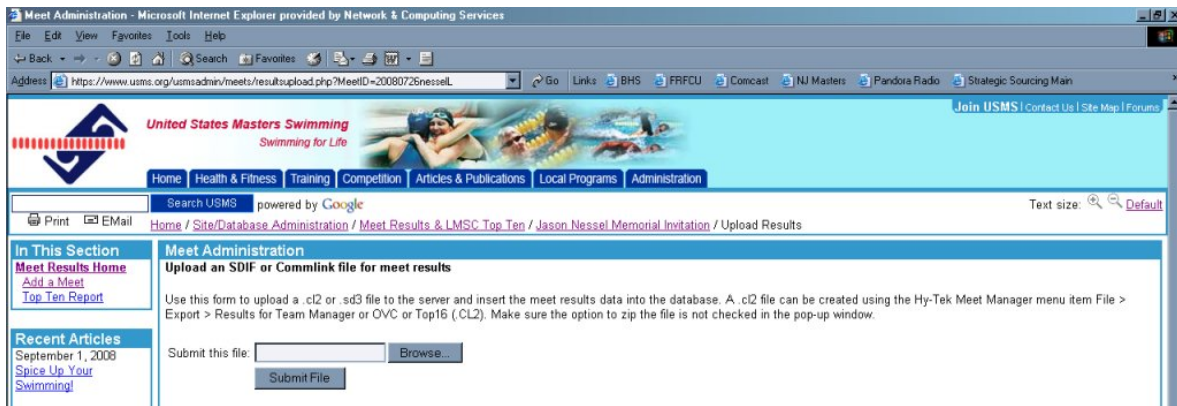 Meet Administration - Microsoft Internet Explorer provided by Network & Computing Services
File Edit View Favorites Tools Help
Back Search Favorites
Address https://www.usms.org/usmsadmin/meets/resultsupload.php?MeetID=20080726nesselL Go Links BHS FRFCU Comcast NJ Masters Pandora Radio Strategic Sourcing Main
Join USMS | Contact Us | Site Map | Forums
United States Masters Swimming
Swimming for Life
Home Health & Fitness Training Competition Articles & Publications Local Programs Administration
Search USMS powered by Google
Text size: Default
Print EMail
Home / Site/Database Administration / Meet Results & LMSC Top Ten / Jason Nessel Memorial Invitation / Upload Results
In This Section
Meet Results Home
Add a Meet
Top Ten Report
Recent Articles
September 1, 2008
Spice Up Your
Swimming!
Meet Administration
Upload an SDIF or Commlink file for meet results
Use this form to upload a .cl2 or .sd3 file to the server and insert the meet results data into the database. A .cl2 file can be created using the Hy-Tek Meet Manager menu item File >
Export > Results for Team Manager or OVC or Top16 (.CL2). Make sure the option to zip the file is not checked in the pop-up window.
Submit this file: Browse...
Submit File